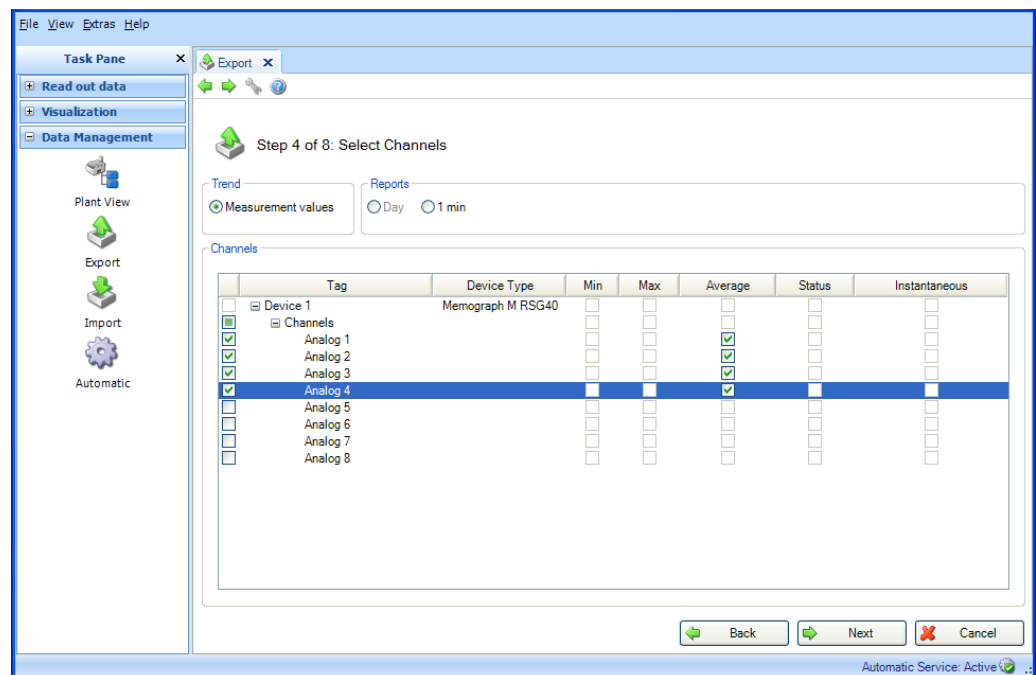 File View Extras Help
Task Pane
Export
Read out data
Visualization
Data Management
Plant View
Export
Import
Automatic
Step 4 of 8: Select Channels
Trend
Measurement values
Reports
Day 1 min
Channels
Tag Device Type Min Max Average Status Instantaneous
Device 1 Memograph M RSG40
Channels
Analog 1
Analog 2
Analog 3
Analog 4
Analog 5
Analog 6
Analog 7
Analog 8
Back Next Cancel
Automatic Service: Active